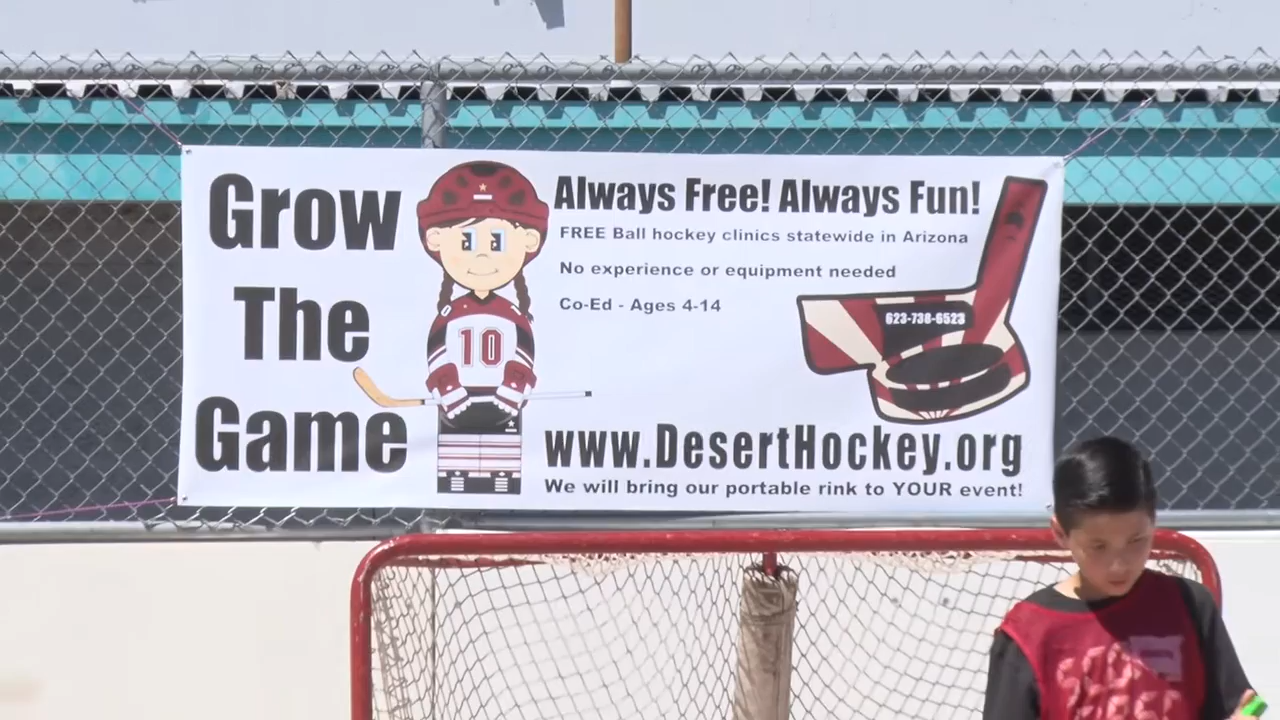 Grow
The
Game
10
Always Free! Always Fun!
FREE Ball hockey clinics statewide in Arizona
No experience or equipment needed
Co-Ed - Ages 4-14
623-738-6523
www.DesertHockey.org
We will bring our portable rink to YOUR event!